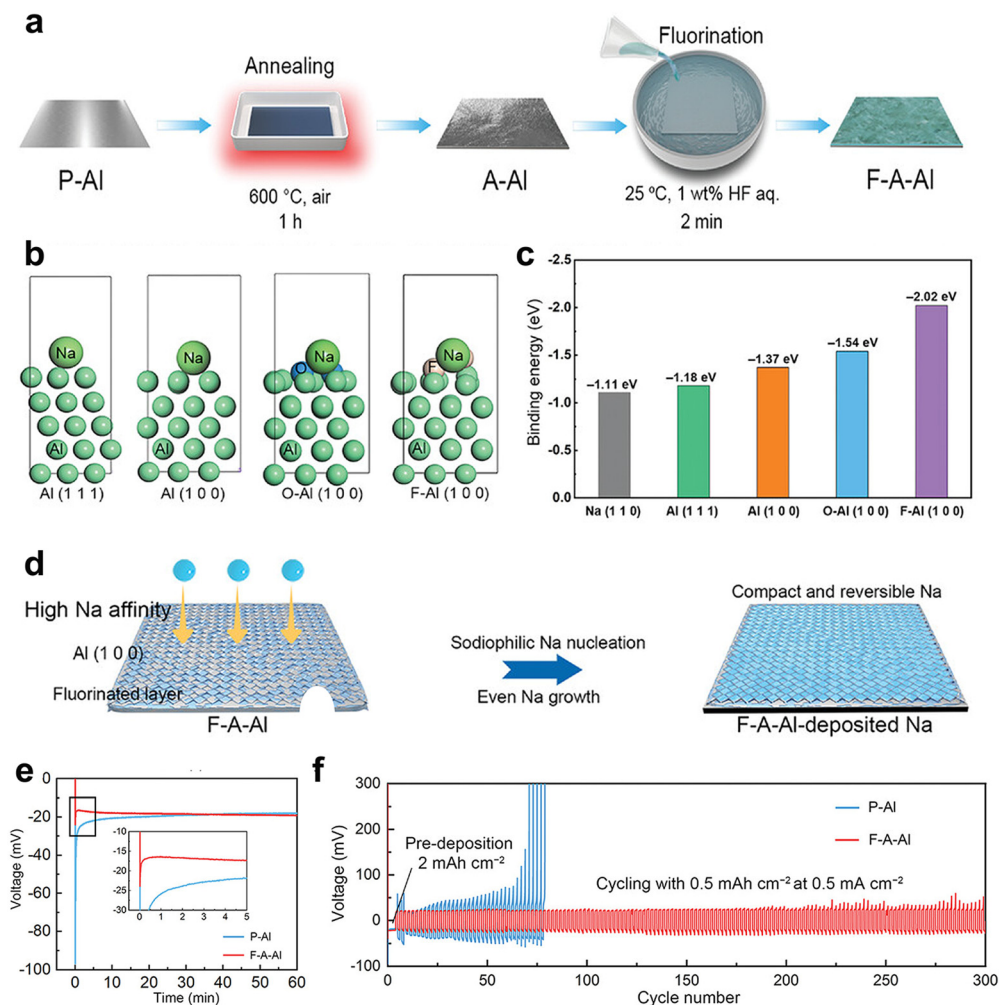 a
Annealing
Fluorination
P-Al
600 °C, air
1 h
A-Al
25 ºC, 1 wt% HF aq.
2 min
F-A-Al
b
Na
Al
Al (1 1 1)
Na
Al
Al (1 0 0)
Na
O
Al
O-Al (1 0 0)
Na
F
Al
F-Al (1 0 0)
c
Binding energy (eV)
-2.5
-2.0
-1.5
-1.0
-0.5
0.0
−1.11 eV
−1.18 eV
−1.37 eV
−1.54 eV
−2.02 eV
Na (1 1 0)
Al (1 1 1)
Al (1 0 0)
O-Al (1 0 0)
F-Al (1 0 0)
d
High Na affinity
Al (1 0 0)
Fluorinated layer
F-A-Al
Sodiophilic Na nucleation
Even Na growth
Compact and reversible Na
F-A-Al-deposited Na
e
Voltage (mV)
0
-20
-40
-60
-80
-100
-10
-15
-20
-25
-30
0 1 2 3 4 5
P-Al
F-A-Al
0 10 20 30 40 50 60
Time (min)
f
Voltage (mV)
300
200
100
0
-100
Pre-deposition
2 mAh cm⁻²
P-Al
F-A-Al
Cycling with 0.5 mAh cm⁻² at 0.5 mA cm⁻²
0 50 100 150 200 250 300
Cycle number